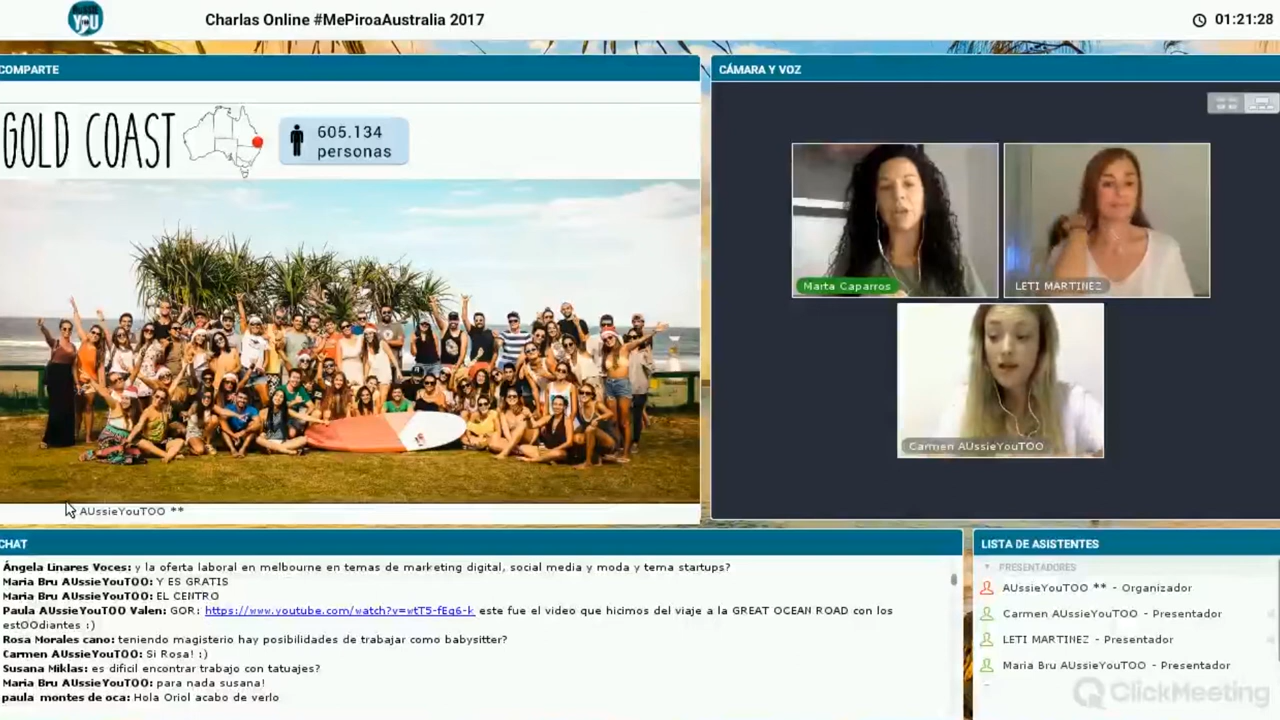 AUSSIE
YOU
Charlas Online #MePiroaAustralia 2017
01:21:28
COMPARTE
GOLD COAST
605.134
personas
AUssieYouTOO **
CÁMARA Y VOZ
Marta Caparros
LETI MARTINEZ
Carmen AUssieYouTOO
CHAT
Ángela Linares Voces: y la oferta laboral en melbourne en temas de marketing digital, social media y moda y tema startups?
Maria Bru AUssieYouTOO: Y ES GRATIS
Maria Bru AUssieYouTOO: EL CENTRO
Paula AUssieYouTOO Valen: GOR: https://www.youtube.com/watch?v=wtT5-fEq6-k este fue el video que hicimos del viaje a la GREAT OCEAN ROAD con los
estOOdiantes :)
Rosa Morales cano: teniendo magisterio hay posibilidades de trabajar como babysitter?
Carmen AUssieYouTOO: Si Rosa! :)
Susana Miklas: es dificil encontrar trabajo con tatuajes?
Maria Bru AUssieYouTOO: para nada susana!
paula montes de oca: Hola Oriol acabo de verlo
LISTA DE ASISTENTES
PRESENTADORES
AUssieYouTOO ** - Organizador
Carmen AUssieYouTOO - Presentador
LETI MARTINEZ - Presentador
Maria Bru AUssieYouTOO - Presentador
ClickMeeting